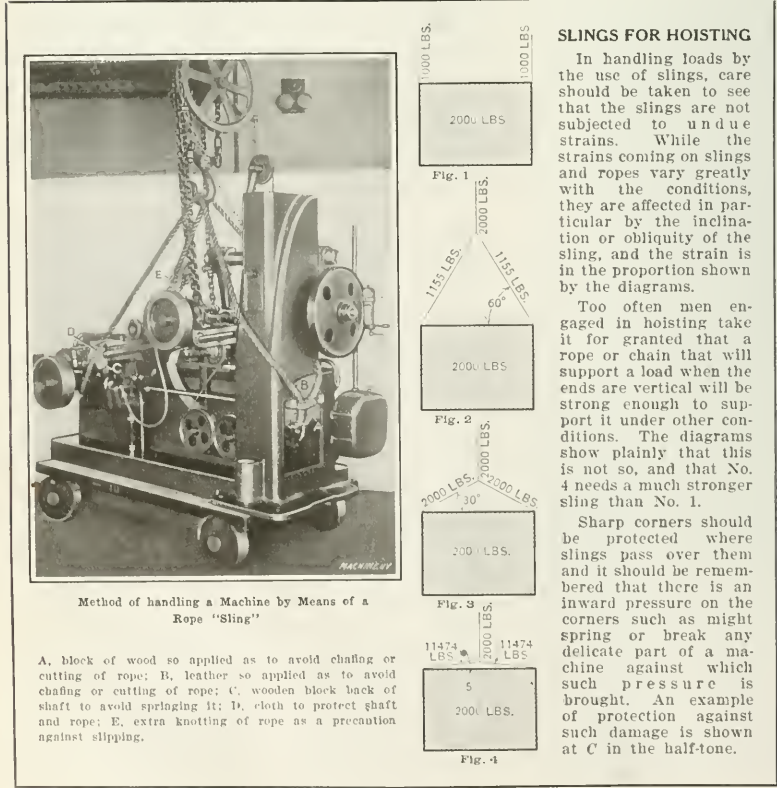 SLINGS FOR HOISTING
In handling loads by
the use of slings, care
should be taken to see
that the slings are not
subjected to undue
strains. While the
strains coming on slings
and ropes vary greatly
with the conditions,
they are affected in par-
ticular by the inclina-
tion or obliquity of the
sling, and the strain is
in the proportion shown
by the diagrams.
Too often men en-
gaged in hoisting take
it for granted that a
rope or chain that will
support a load when the
ends are vertical will be
strong enough to sup-
port it under other con-
ditions. The diagrams
show plainly that this
is not so, and that No.
4 needs a much stronger
sling than No. 1.
Sharp corners should
be protected where
slings pass over them
and it should be remem-
bered that there is an
inward pressure on the
corners such as might
spring or break any
delicate part of a ma-
chine against which
such pressure is
brought. An example
of protection against
such damage is shown
at C in the half-tone.
1000 LBS.
1000 LBS.
2000 LBS
Fig. 1
2000 LBS.
1155 LBS.
1155 LBS.
60°
2000 LBS.
Fig. 2
2000 LBS.
2000 LBS.
2000 LBS.
30°
2000 LBS.
Fig. 3
2000 LBS.
11474
LBS
11474
LBS
5
2000 LBS.
Fig. 4
E
D
C
B
MACHINERY
Method of handling a Machine by Means of a
Rope "Sling"
A, block of wood so applied as to avoid chafing or
cutting of rope; B, leather so applied as to avoid
chafing or cutting of rope; C, wooden block back of
shaft to avoid springing it; D, cloth to protect shaft
and rope; E, extra knotting of rope as a precaution
against slipping.